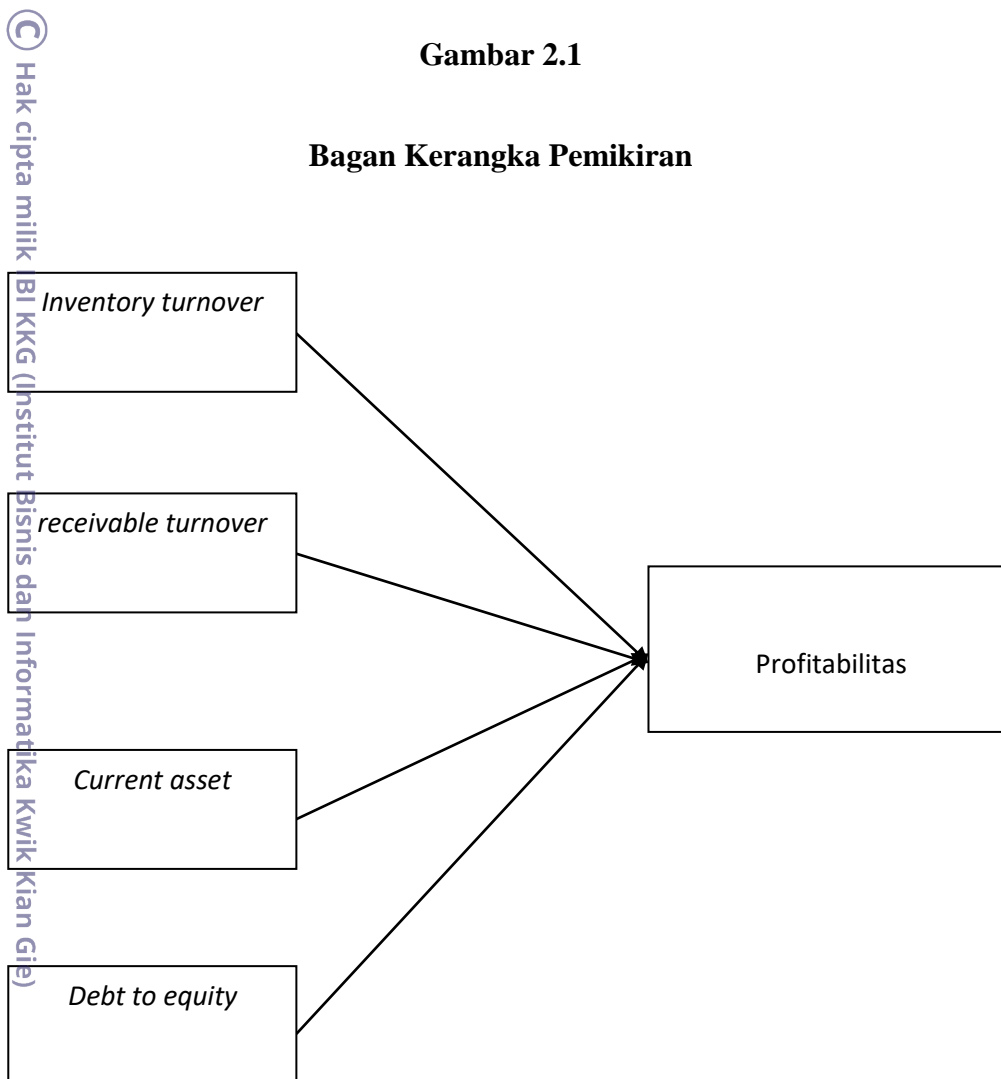 Gambar 2.1
Bagan Kerangka Pemikiran
Inventory turnover
receivable turnover
Profitabilitas
Current asset
Debt to equity
© Hak cipta milik IBI KKG (Institut Bisnis dan Informatika Kwik Kian Gie)